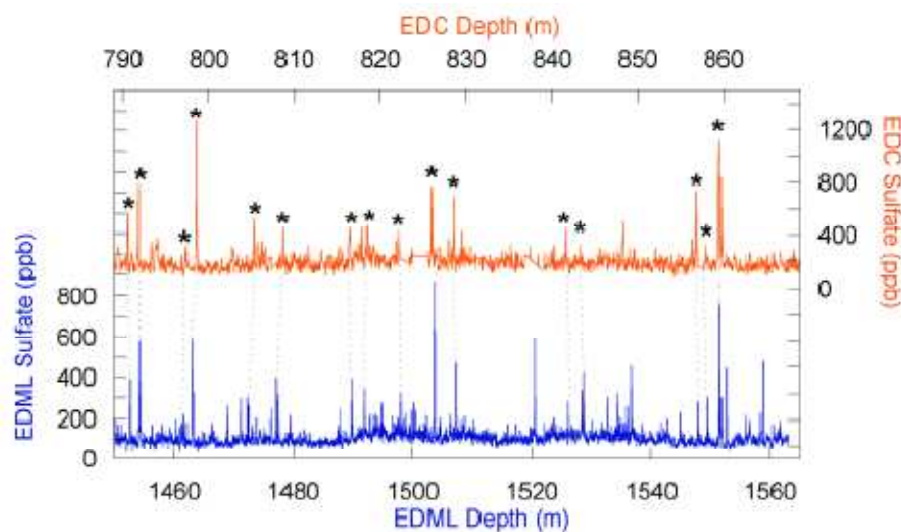 EDC Depth (m)
790 800 810 820 830 840 850 860
* * * * * * * * * * * * * * * * *
1200
800
400
0
EDC Sulfate (ppb)
800
600
400
200
0
EDML Sulfate (ppb)
1460 1480 1500 1520 1540 1560
EDML Depth (m)